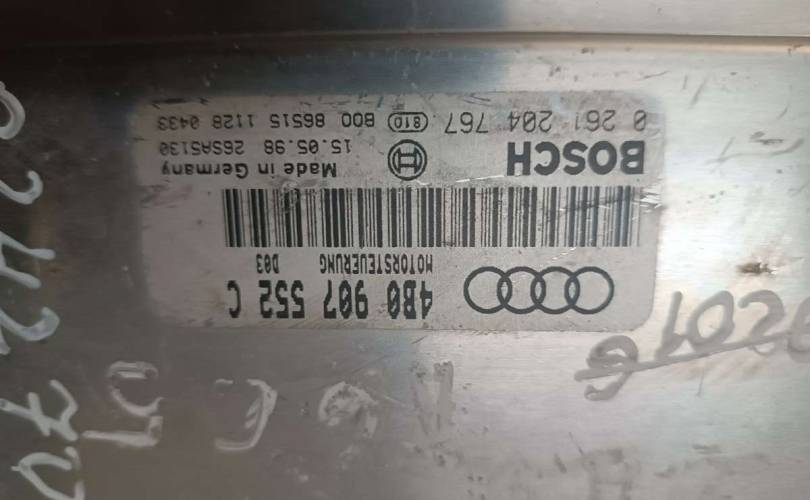 4B0 907 552 C
MOTORSTEUERUNG D03
BOSCH
Made in Germany
15.05.98 26SA5130
0 261 204 767 810 B00 86515 1128 0433